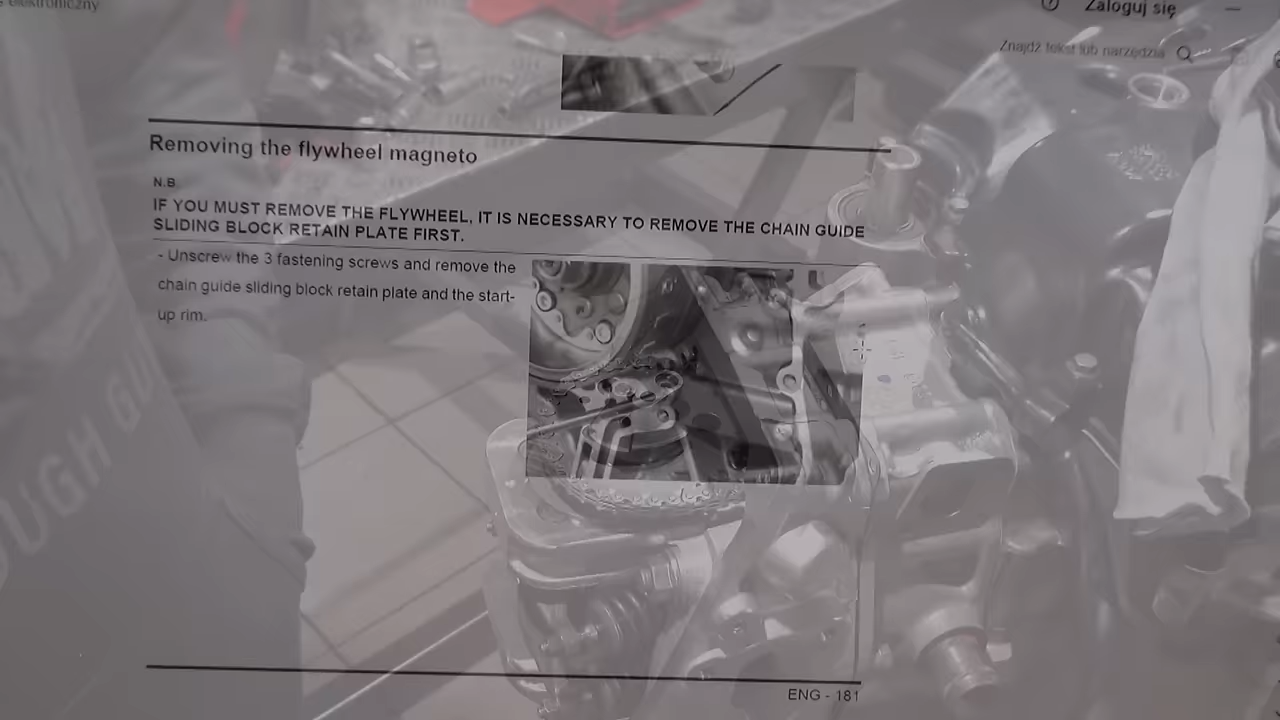 elektroniczny
Zaloguj się
Znajdź tekst lub narzędzia
Removing the flywheel magneto
N.B.
IF YOU MUST REMOVE THE FLYWHEEL, IT IS NECESSARY TO REMOVE THE CHAIN GUIDE
SLIDING BLOCK RETAIN PLATE FIRST.
- Unscrew the 3 fastening screws and remove the
chain guide sliding block retain plate and the start-
up rim.
ENG - 181